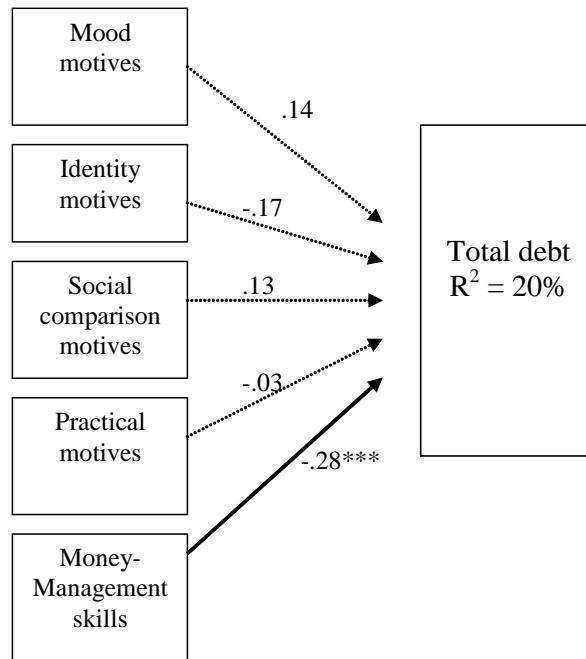 Mood
motives
.14
Identity
motives
-.17
Social
comparison
motives
.13
Practical
motives
-.03
Money-
Management
skills
-.28***
Total debt
R² = 20%